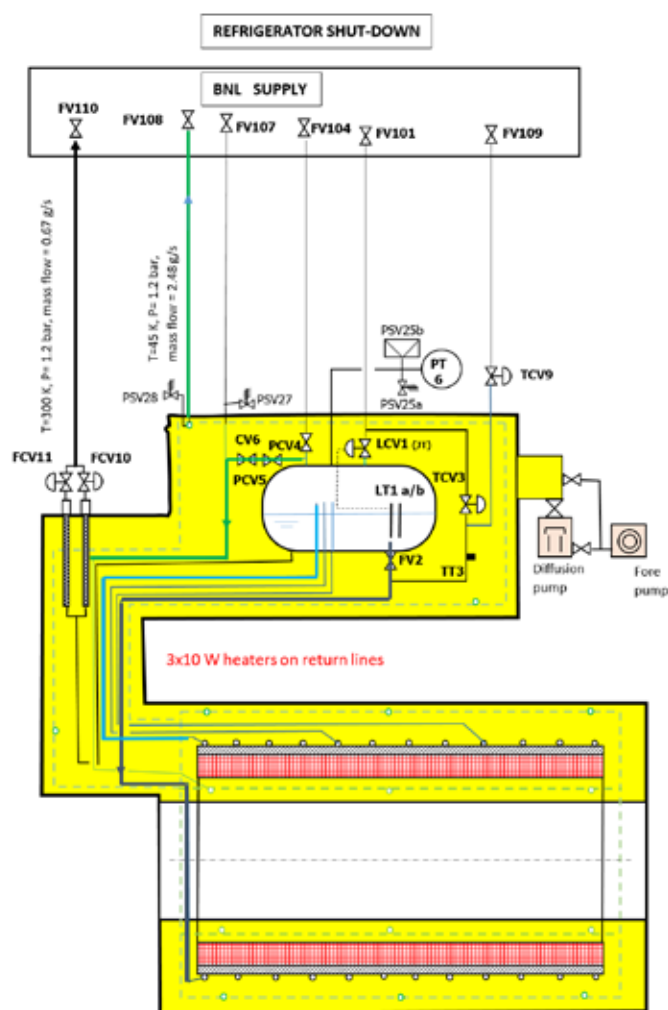 REFRIGERATOR SHUT-DOWN
BNL SUPPLY
FV110
FV108
FV107
FV104
FV101
FV109
T=300 K, P= 1.2 bar, mass flow = 0.67 g/s
T=45 K, P= 1.2 bar,
mass flow = 2.48 g/s
PSV25b
PT
6
PSV25a
TCV9
PSV28
PSV27
FCV11
FCV10
CV6
PCV4
PCV5
LCV1 (JT)
TCV3
LT1 a/b
FV2
TT3
Diffusion
pump
Fore
pump
3x10 W heaters on return lines